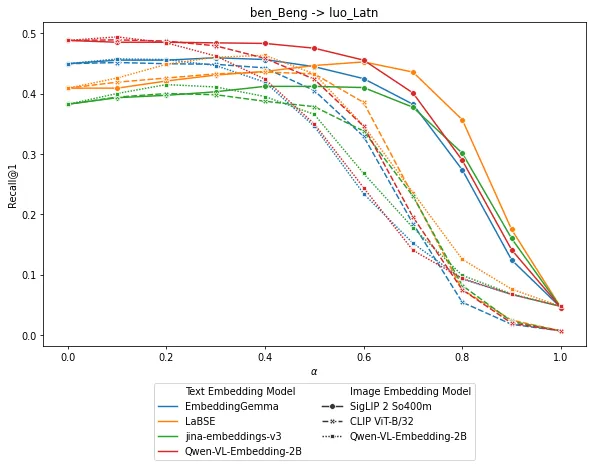 ben_Beng -> luo_Latn
0.5
0.4
0.3
0.2
0.1
0.0
Recall@1
0.0 0.2 0.4 0.6 0.8 1.0
α
Text Embedding Model Image Embedding Model
EmbeddingGemma SigLIP 2 So400m
LaBSE CLIP ViT-B/32
jina-embeddings-v3 Qwen-VL-Embedding-2B
Qwen-VL-Embedding-2B